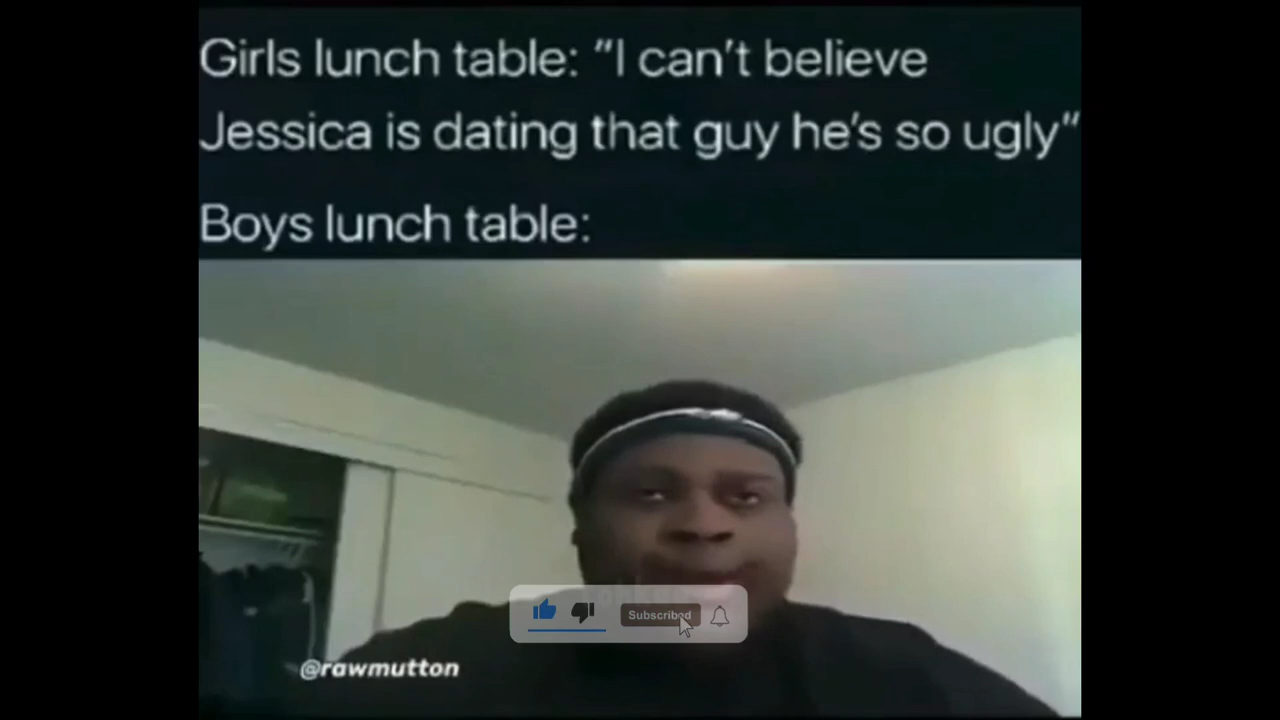 Girls lunch table: “I can’t believe
Jessica is dating that guy he’s so ugly”
Boys lunch table:
Subscribed
@rawmutton